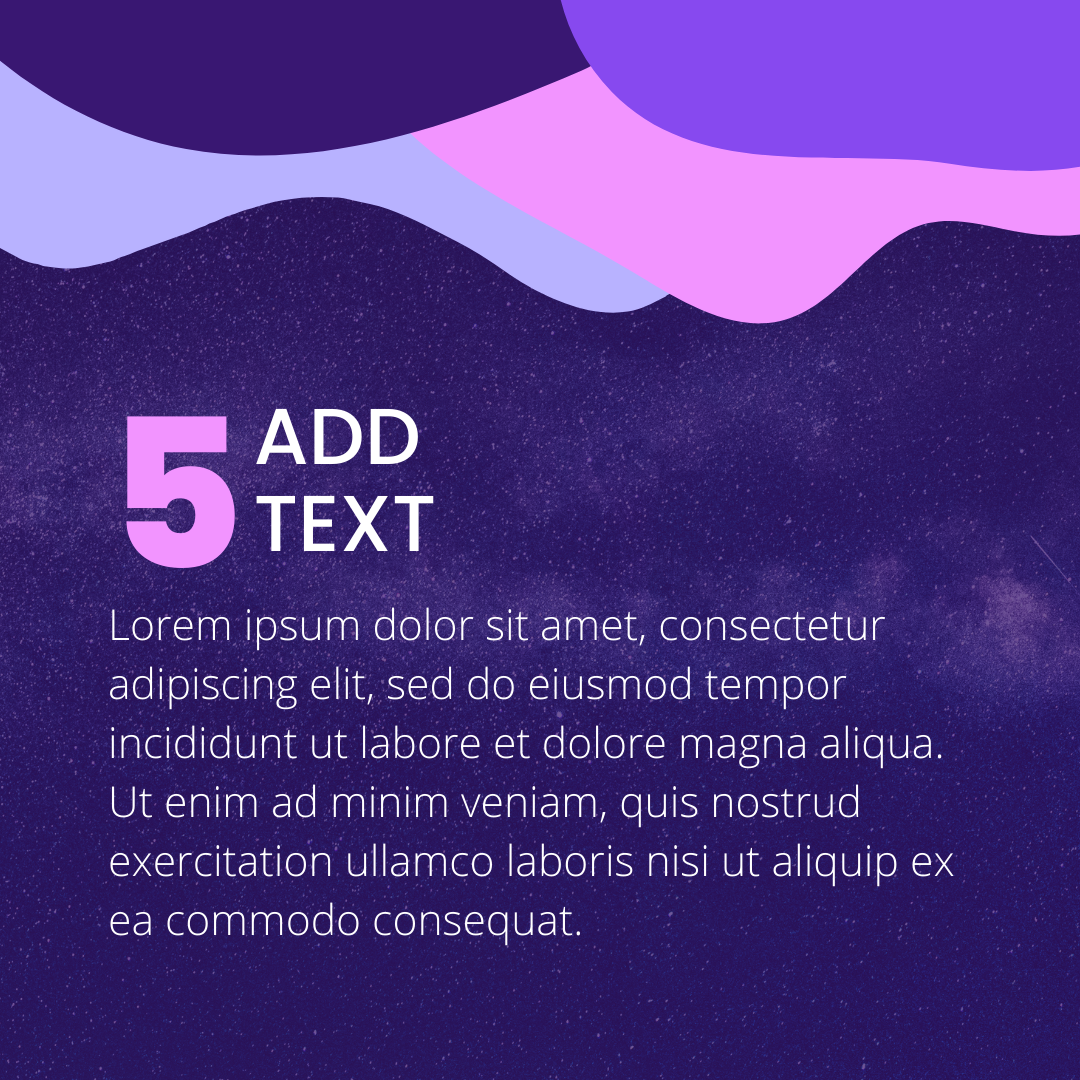 5 ADD
TEXT
Lorem ipsum dolor sit amet, consectetur
adipiscing elit, sed do eiusmod tempor
incididunt ut labore et dolore magna aliqua.
Ut enim ad minim veniam, quis nostrud
exercitation ullamco laboris nisi ut aliquip ex
ea commodo consequat.